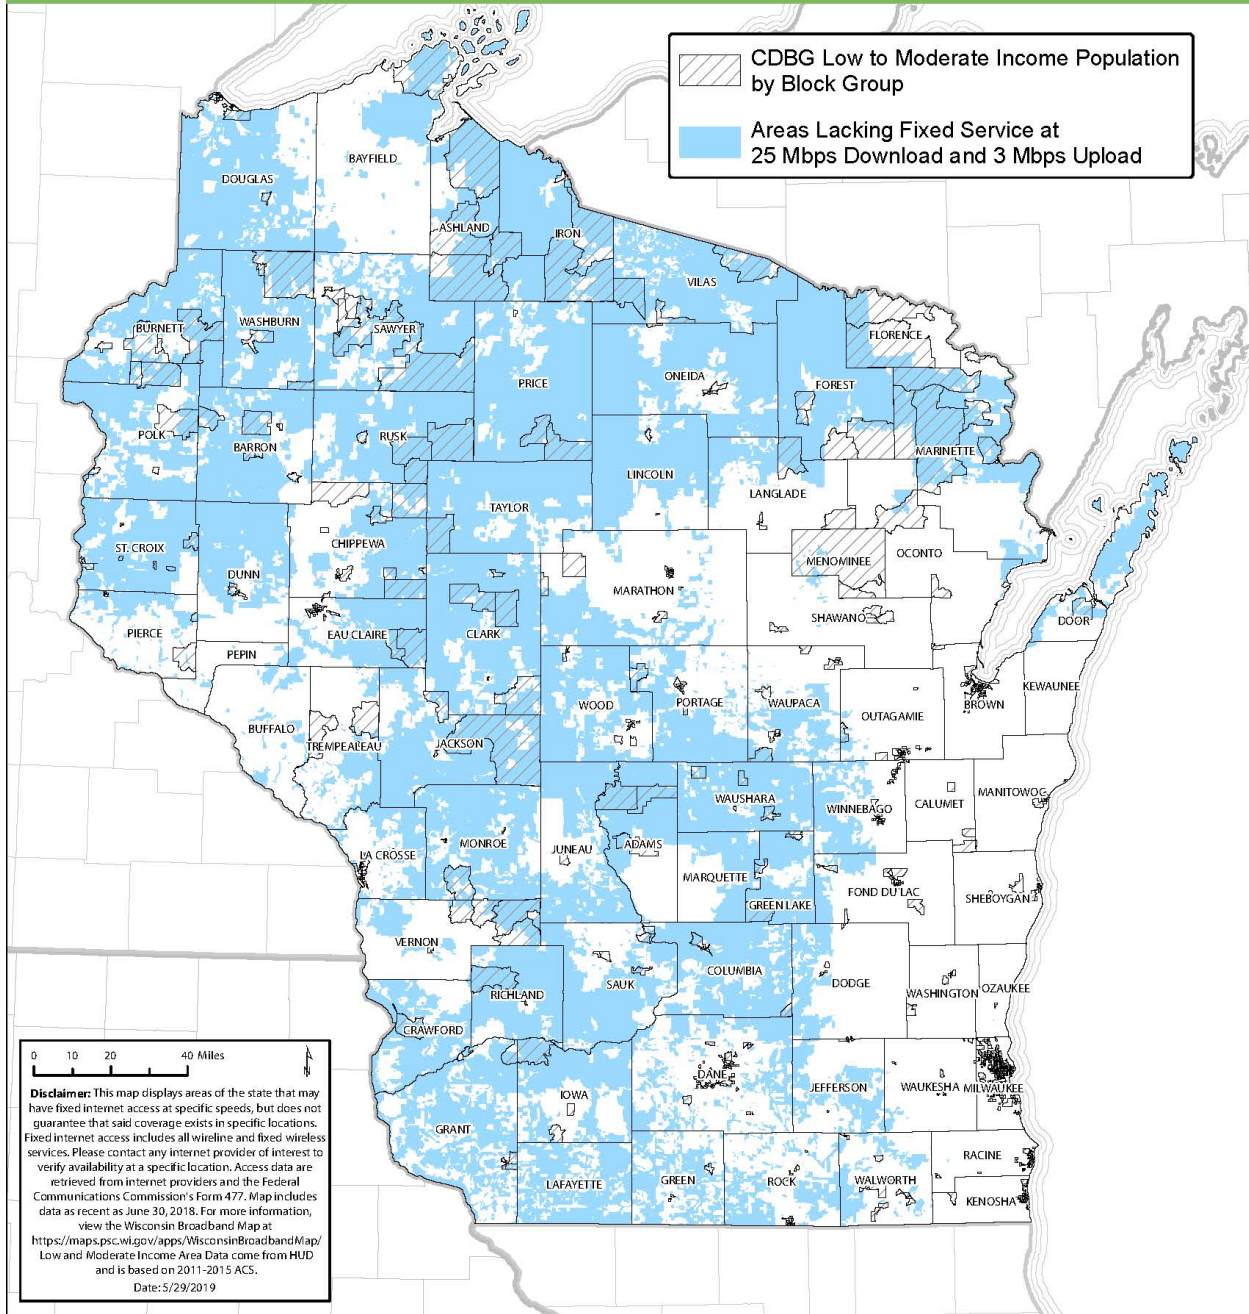 CDBG Low to Moderate Income Population
by Block Group
Areas Lacking Fixed Service at
25 Mbps Download and 3 Mbps Upload
BAYFIELD
DOUGLAS
ASHLAND
IRON
VILAS
BURNETT
WASHBURN
SAWYER
FLORENCE
PRICE
ONEIDA
FOREST
POLK
BARRON
RUSK
MARINETTE
LINCOLN
LANGLADE
TAYLOR
ST. CROIX
DUNN
CHIPPEWA
MENOMINEE
OCONTO
MARATHON
SHAWANO
DOOR
PIERCE
EAU CLAIRE
CLARK
PEPIN
KEWAUNEE
WOOD
PORTAGE
WAUPACA
BROWN
OUTAGAMIE
BUFFALO
TREMPEALEAU
JACKSON
MANITOWOC
WAUSHARA
WINNEBAGO
CALUMET
LA CROSSE
MONROE
JUNEAU
ADAMS
MARQUETTE
GREEN LAKE
FOND DU LAC
SHEBOYGAN
VERNON
COLUMBIA
DODGE
WASHINGTON
OZAUKEE
RICHLAND
SAUK
CRAWFORD
DANE
JEFFERSON
WAUKESHA
MILWAUKEE
IOWA
GRANT
RACINE
LAFAYETTE
GREEN
ROCK
WALWORTH
KENOSHA
0 10 20 40 Miles
N
Disclaimer: This map displays areas of the state that may
have fixed internet access at specific speeds, but does not
guarantee that said coverage exists in specific locations.
Fixed internet access includes all wireline and fixed wireless
services. Please contact any internet provider of interest to
verify availability at a specific location. Access data are
retrieved from internet providers and the Federal
Communications Commission's Form 477. Map includes
data as recent as June 30, 2018. For more information,
view the Wisconsin Broadband Map at
https://maps.psc.wi.gov/apps/WisconsinBroadbandMap/
Low and Moderate Income Area Data come from HUD
and is based on 2011-2015 ACS.
Date: 5/29/2019